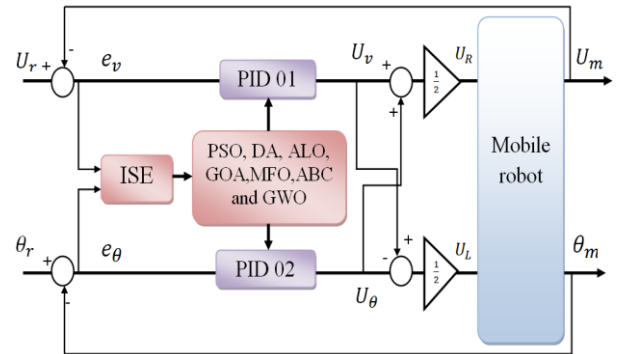 -
U_r + e_v PID 01 U_v + 1/2 U_R U_m
+
PSO, DA, ALO,
GOA,MFO,ABC
and GWO
ISE
Mobile
robot
θ_r + e_θ PID 02 U_θ - + 1/2 U_L θ_m
-